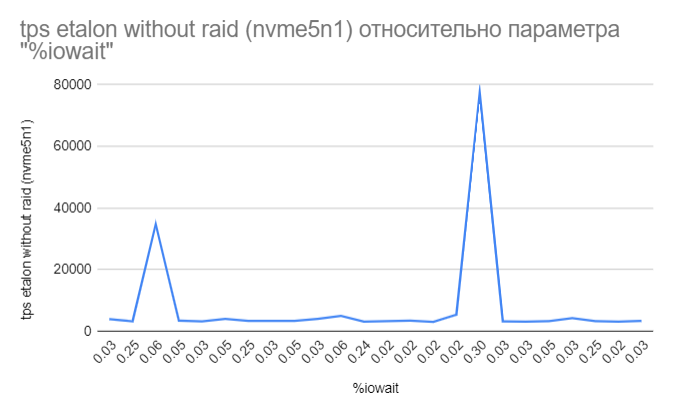 tps etalon without raid (nvme5n1) относительно параметра
"%iowait"
tps etalon without raid (nvme5n1)
80000
60000
40000
20000
0
0.03 0.25 0.06 0.05 0.03 0.05 0.25 0.03 0.05 0.03 0.06 0.24 0.02 0.02 0.02 0.02 0.30 0.03 0.03 0.05 0.03 0.25 0.02 0.03
%iowait